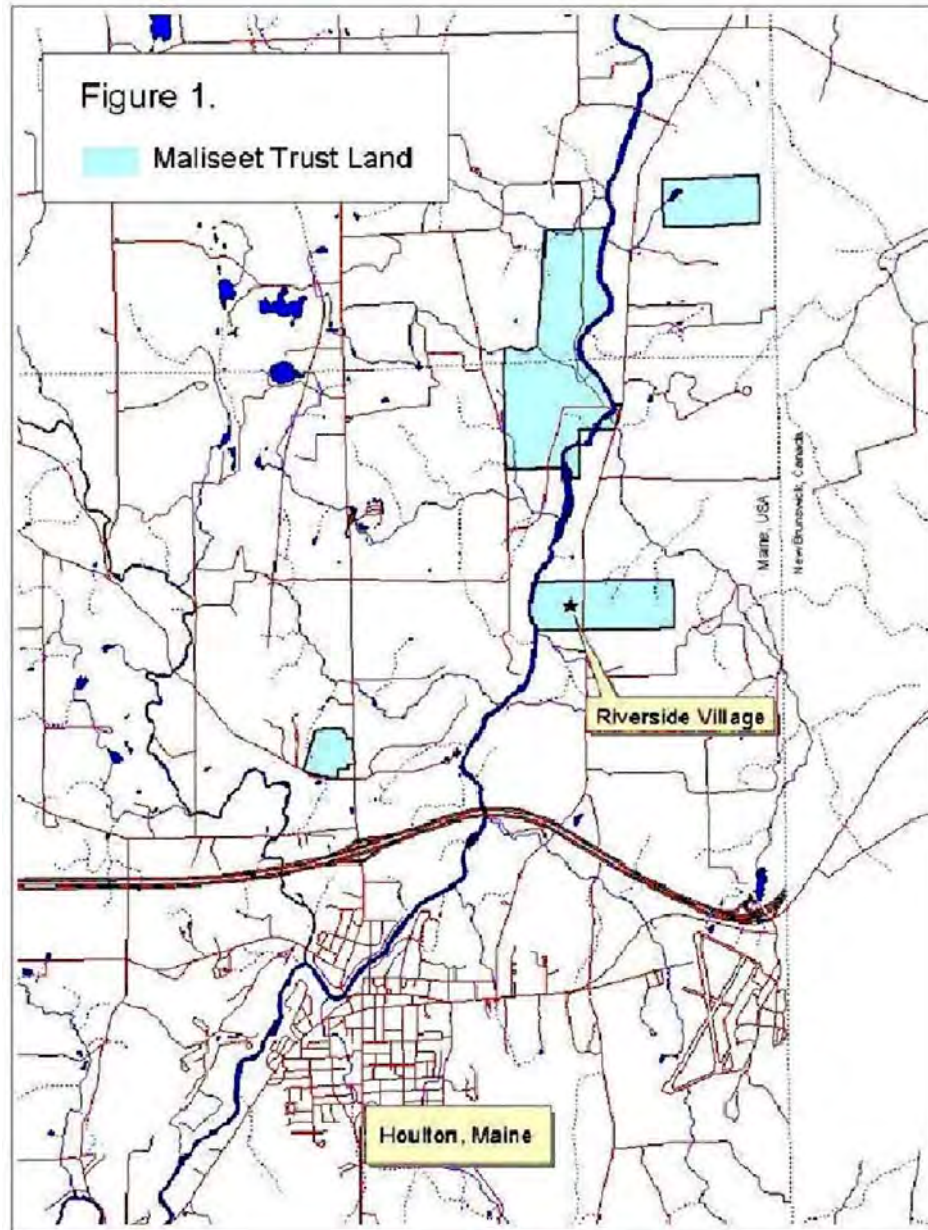 Figure 1.
Maliseet Trust Land
Maine, USA
New Brunswick, Canada
Riverside Village
Houlton, Maine